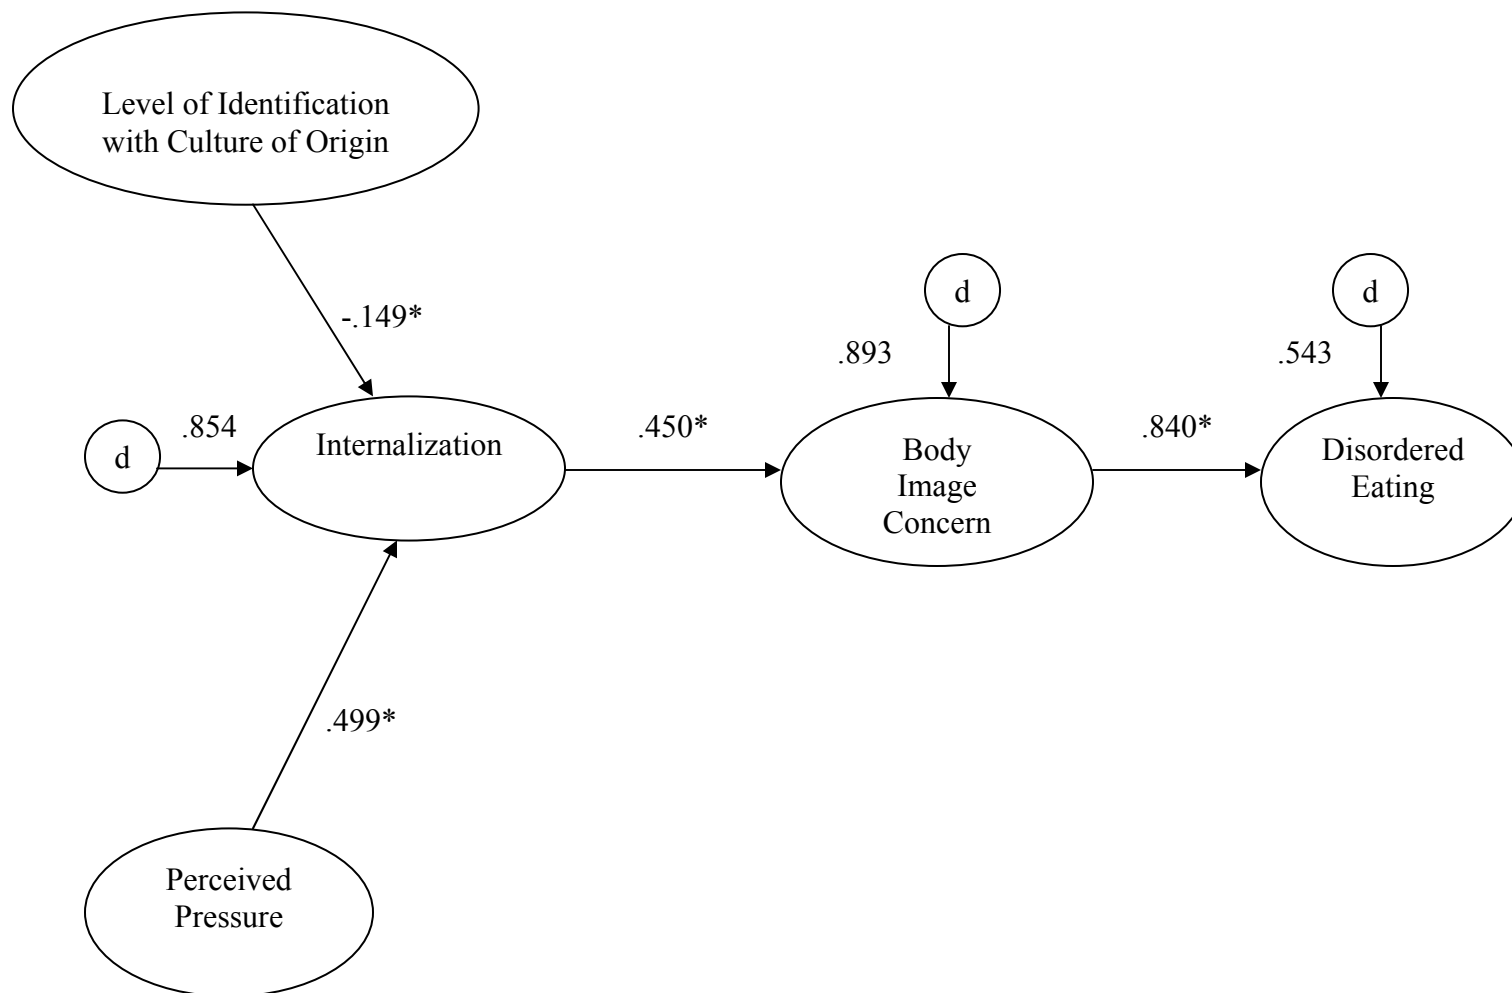 Level of Identification
with Culture of Origin
-.149*
d
.854
Internalization
.450*
d
.893
Body
Image
Concern
.840*
d
.543
Disordered
Eating
.499*
Perceived
Pressure